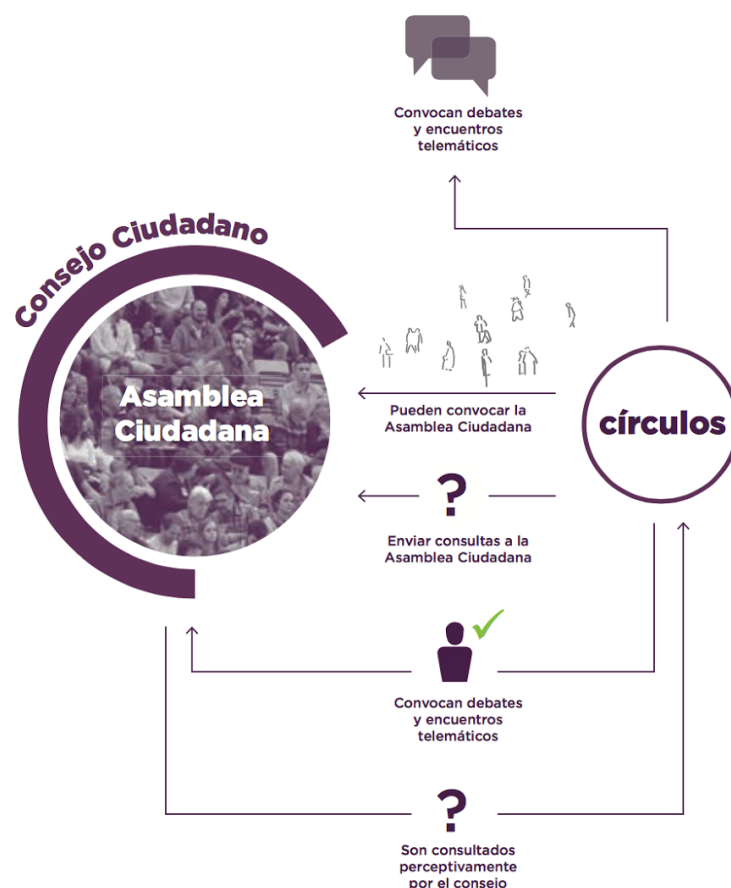 Convocan debates
y encuentros
telemáticos
Consejo Ciudadano
Asamblea
Ciudadana
Pueden convocar la
Asamblea Ciudadana
círculos
?
Enviar consultas a la
Asamblea Ciudadana
Convocan debates
y encuentros
telemáticos
?
Son consultados
perceptivamente
por el consejo